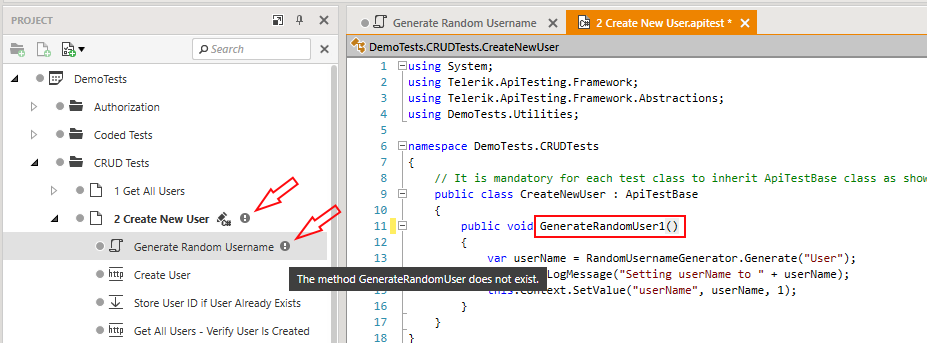 PROJECT
Search
DemoTests
Authorization
Coded Tests
CRUD Tests
1 Get All Users
2 Create New User C#
Generate Random Username
http Create User
Store User ID if User Already Exists
http Get All Users - Verify User Is Created
The method GenerateRandomUser does not exist.
Generate Random Username
C# 2 Create New User.apitest *
DemoTests.CRUDTests.CreateNewUser
1 using System;
2 using Telerik.ApiTesting.Framework;
3 using Telerik.ApiTesting.Framework.Abstractions;
4 using DemoTests.Utilities;
5
6 namespace DemoTests.CRUDTests
7 {
8 // It is mandatory for each test class to inherit ApiTestBase class as show
9 public class CreateNewUser : ApiTestBase
10 {
11 public void GenerateRandomUser1()
12 {
13 var userName = RandomUsernameGenerator.Generate("User");
LogMessage("Setting userName to " + userName);
this.Context.SetValue("userName", userName, 1);
16 }
17 }
18 }